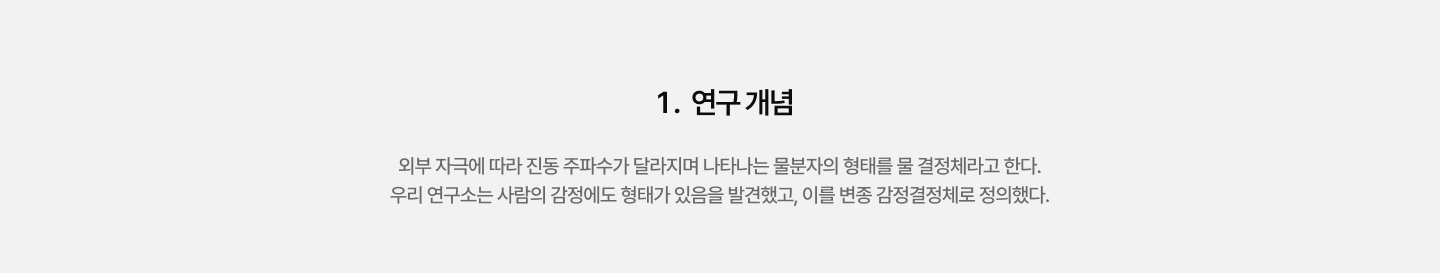 1. 연구 개념
외부 자극에 따라 진동 주파수가 달라지며 나타나는 물분자의 형태를 물 결정체라고 한다.
우리 연구소는 사람의 감정에도 형태가 있음을 발견했고, 이를 변종 감정결정체로 정의했다.